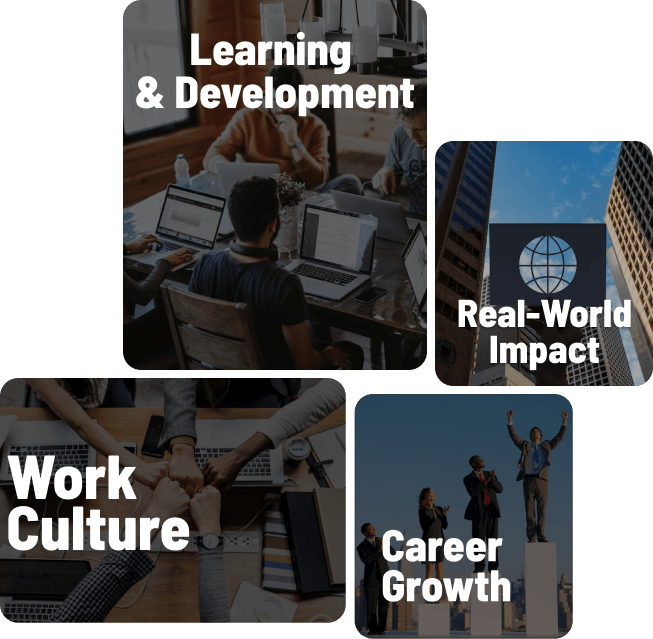 Learning
& Development
Real-World
Impact
Work
Culture
Career
Growth